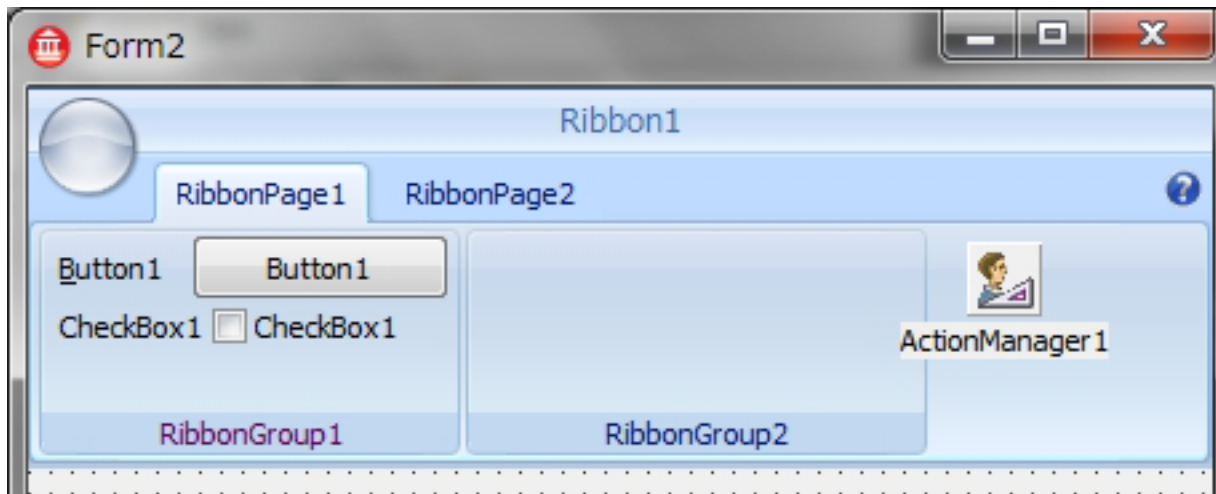 Form2
Ribbon1
RibbonPage1 RibbonPage2
Button1 Button1
CheckBox1 CheckBox1
ActionManager1
RibbonGroup1 RibbonGroup2